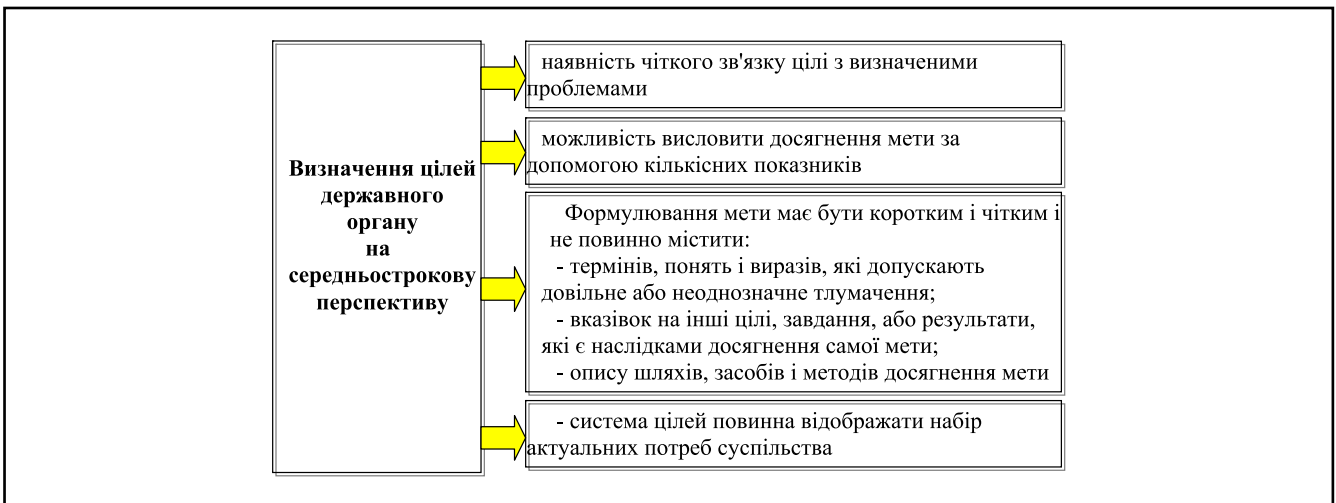 Визначення цілей
державного
органу
на
середньострокову
перспективу
наявність чіткого зв'язку цілі з визначеними
проблемами
можливість висловити досягнення мети за
допомогою кількісних показників
Формулювання мети має бути коротким і чітким і
не повинно містити:
- термінів, понять і виразів, які допускають
довільне або неоднозначне тлумачення;
- вказівок на інші цілі, завдання, або результати,
які є наслідками досягнення самої мети;
- опису шляхів, засобів і методів досягнення мети
- система цілей повинна відображати набір
актуальних потреб суспільства